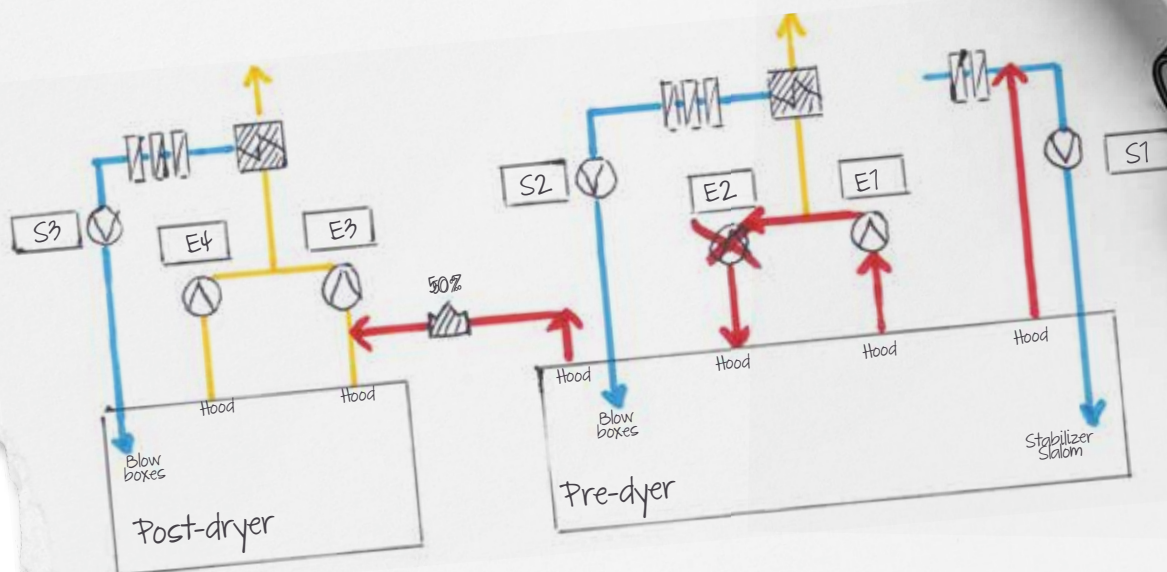 S3
E4
E3
50%
S2
E2
E1
S1
Hood
Hood
Hood
Hood
Hood
Hood
Blow
boxes
Blow
boxes
Stabilizer
Slalom
Post-dryer
Pre-dyer